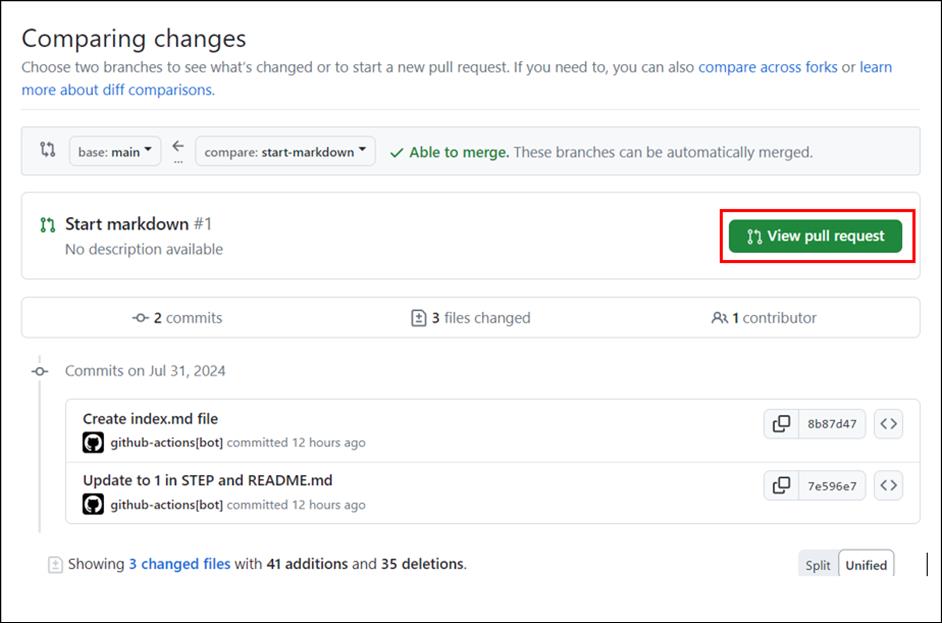 Comparing changes
Choose two branches to see what's changed or to start a new pull request. If you need to, you can also compare across forks or learn
more about diff comparisons.
base: main ... compare: start-markdown Able to merge. These branches can be automatically merged.
Start markdown #1
No description available
View pull request
2 commits 3 files changed 1 contributor
Commits on Jul 31, 2024
Create index.md file
github-actions[bot] committed 12 hours ago
8b87d47
Update to 1 in STEP and README.md
github-actions[bot] committed 12 hours ago
7e596e7
Showing 3 changed files with 41 additions and 35 deletions.
Split Unified